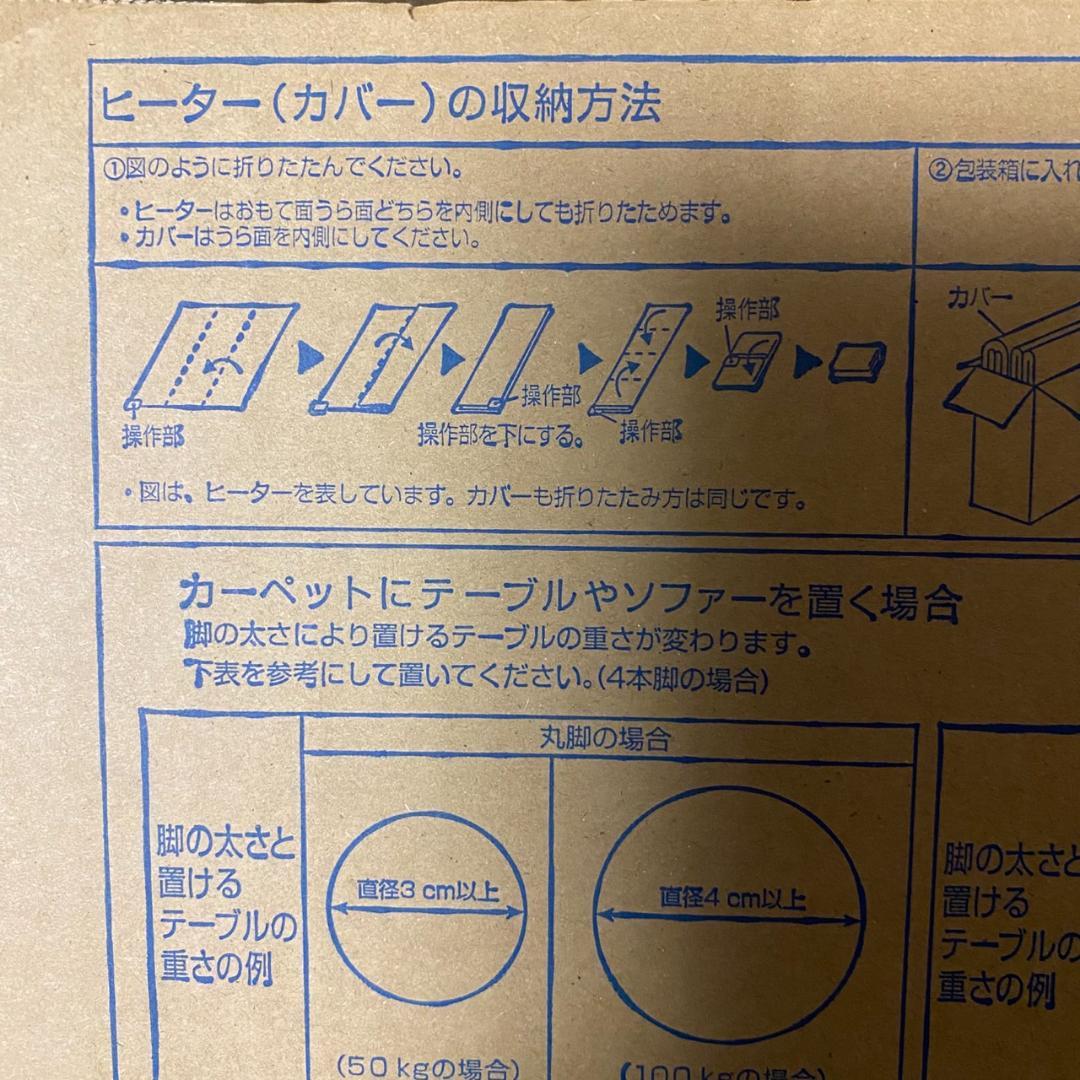 ヒーター(カバー)の収納方法
①図のように折りたたんでください。
・ヒーターはおもて面うら面どちらを内側にしても折りたためます。
・カバーはうら面を内側にしてください。
②包装箱に入れ
操作部
操作部
操作部を下にする。
操作部
操作部
カバー
・図は、ヒーターを表しています。カバーも折りたたみ方は同じです。
カーペットにテーブルやソファーを置く場合
脚の太さにより置けるテーブルの重さが変わります。
下表を参考にして置いてください。(4本脚の場合)
丸脚の場合
脚の太さと
置ける
テーブルの
重さの例
直径3 cm以上
(50 kgの場合)
直径4 cm以上
(100 kgの場合)
脚の太さと
置ける
テーブルの
重さの例